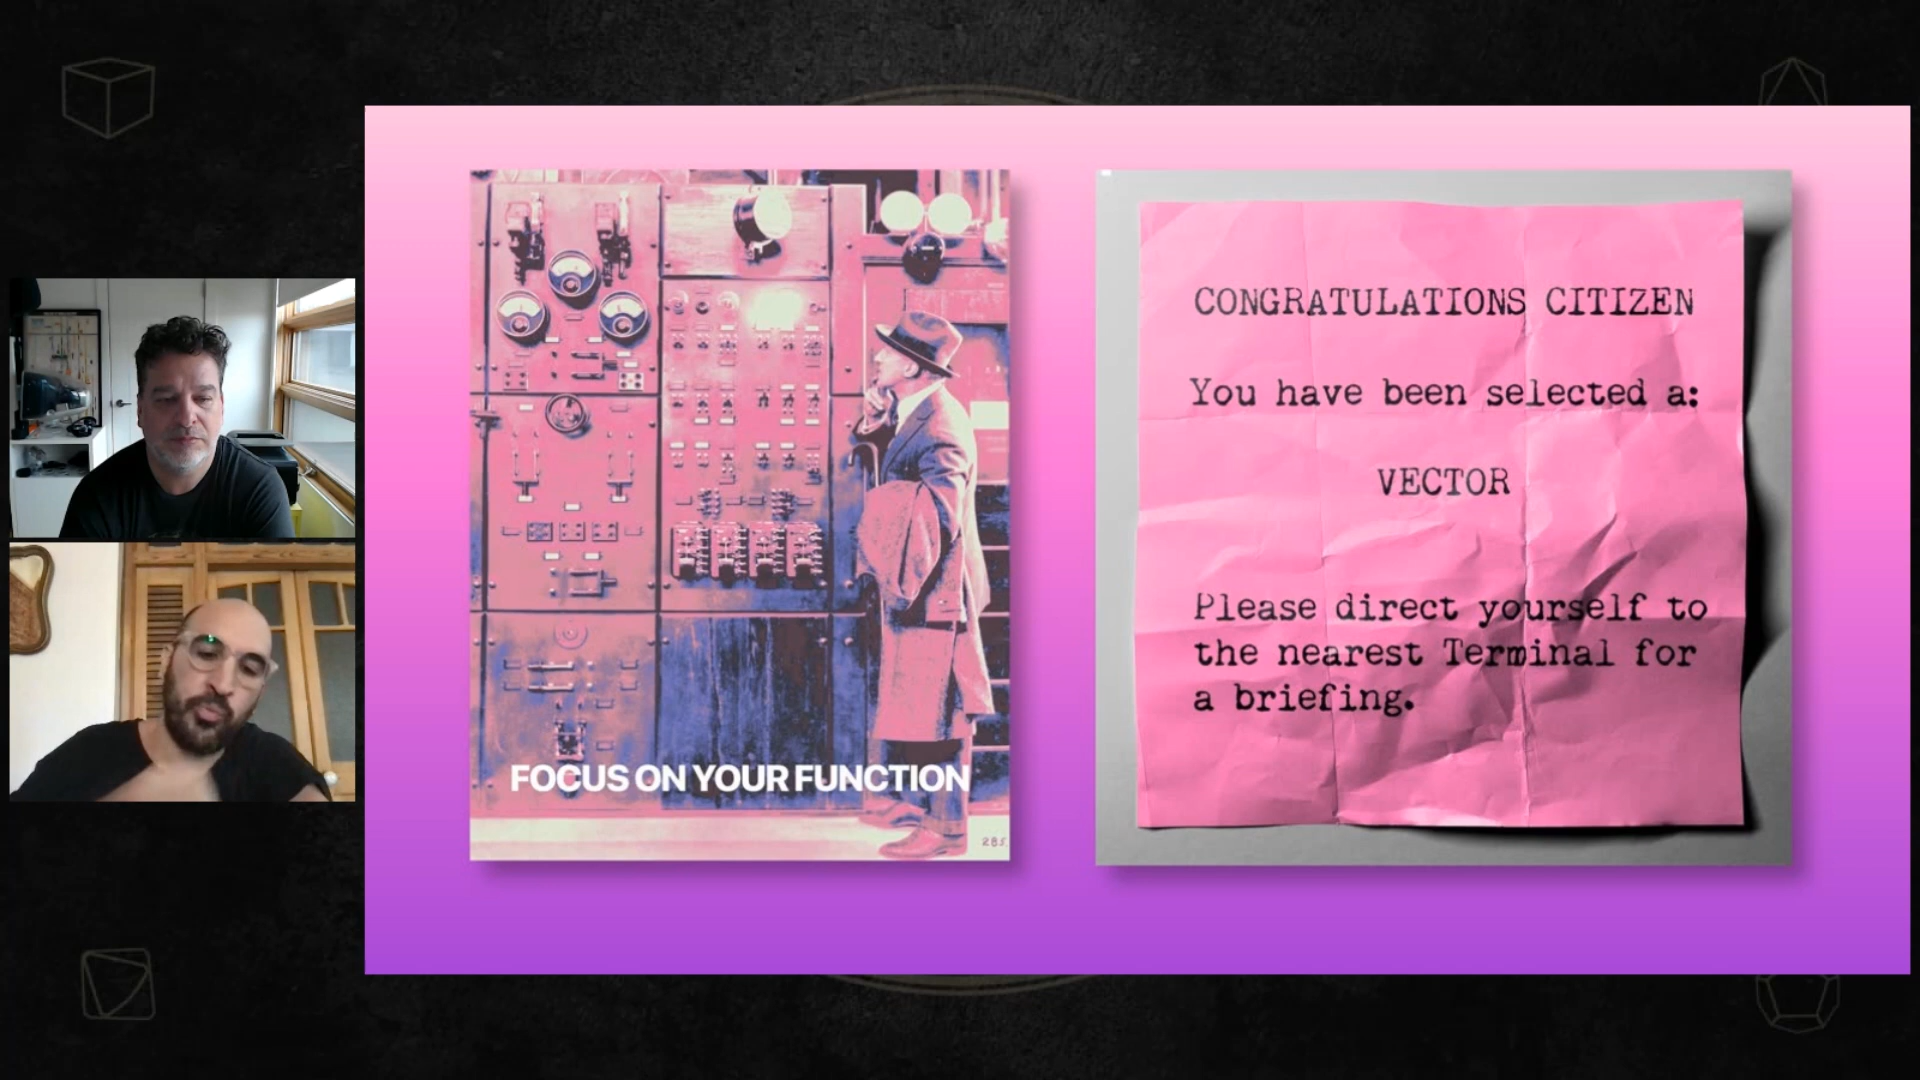 FOCUS ON YOUR FUNCTION
285
CONGRATULATIONS CITIZEN
You have been selected a:
VECTOR
Please direct yourself to
the nearest Terminal for
a briefing.